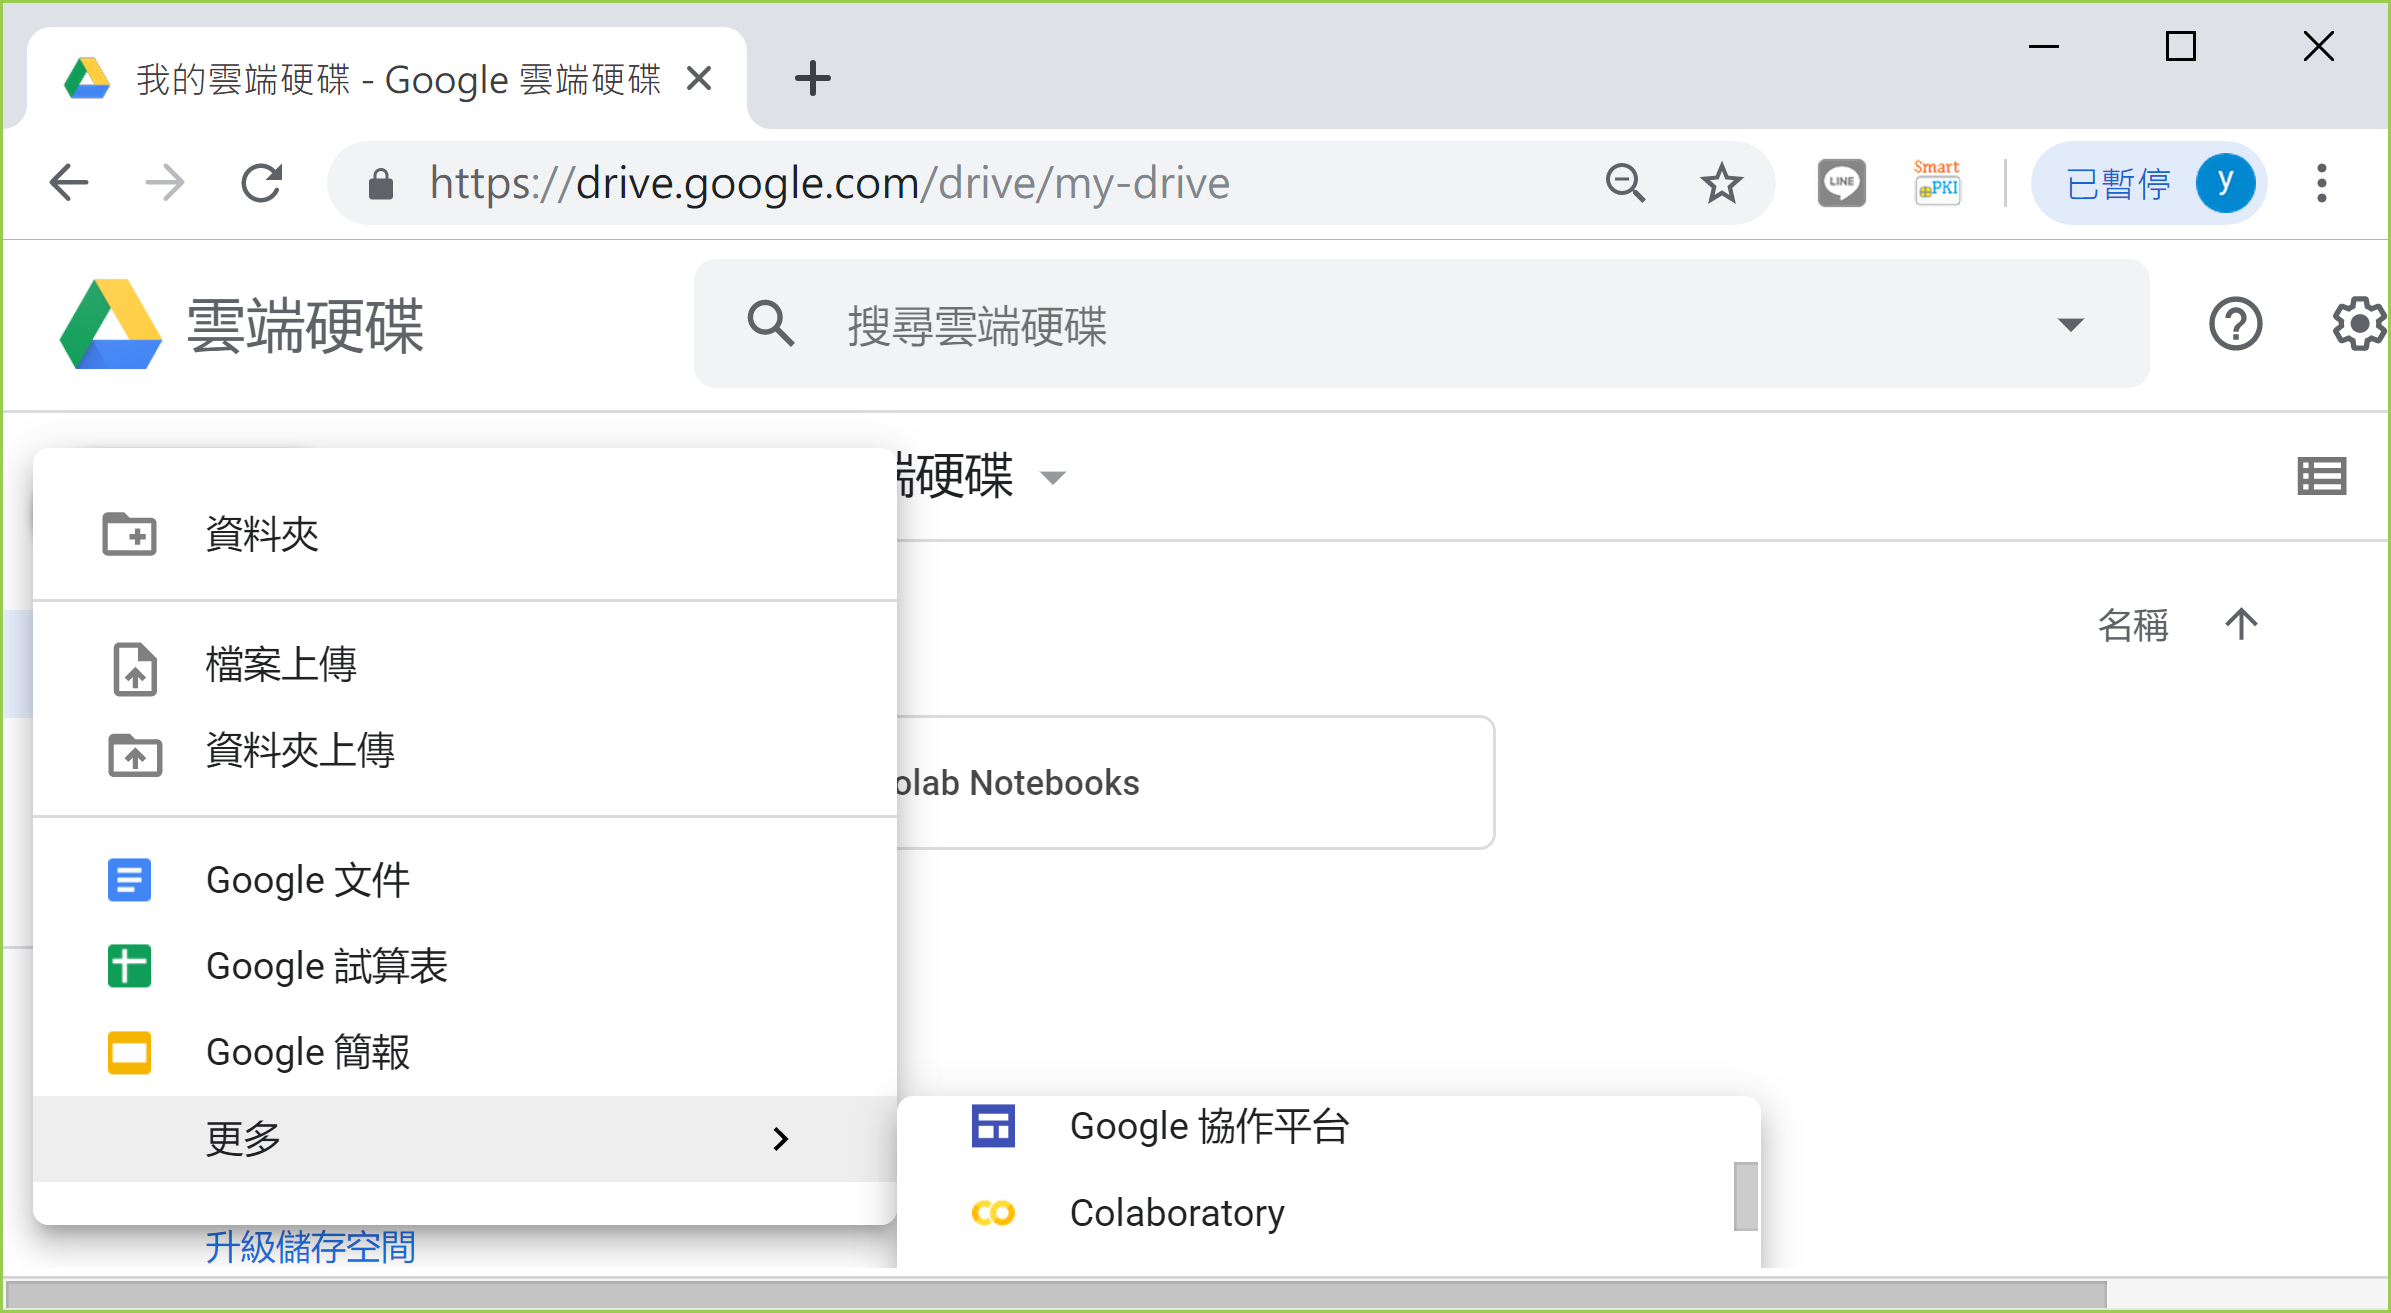 我的雲端硬碟 - Google 雲端硬碟
https://drive.google.com/drive/my-drive
LINE
Smart
PKI
已暫停
y
雲端硬碟
搜尋雲端硬碟
端硬碟
資料夾
名稱
檔案上傳
資料夾上傳
olab Notebooks
Google 文件
Google 試算表
Google 簡報
更多
Google 協作平台
Colaboratory
升級儲存空間